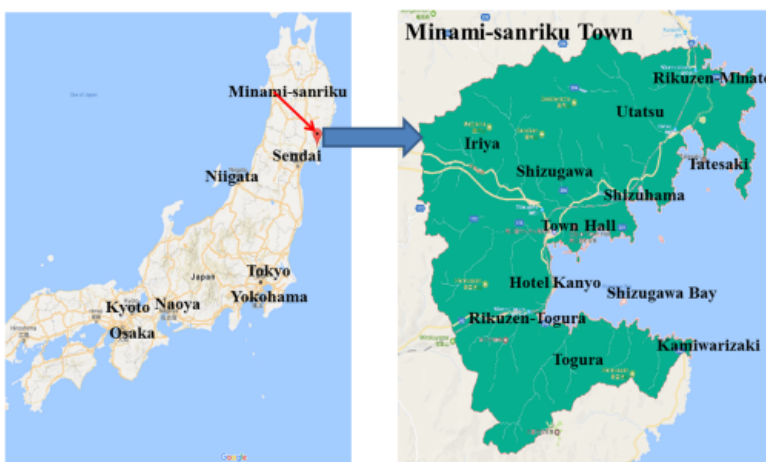 Minami-sanriku Town
Rikuzen-Minato
Minami-sanriku
Utatsu
Iriya
Sendai
Tatesaki
Niigata
Shizugawa
Shizuhama
Town Hall
Tokyo
Japan
Hotel Kanyo
Kyoto
Naoya
Yokohama
Shizugawa Bay
Rikuzen-Togura
Osaka
Kamiwarizaki
Togura
Google